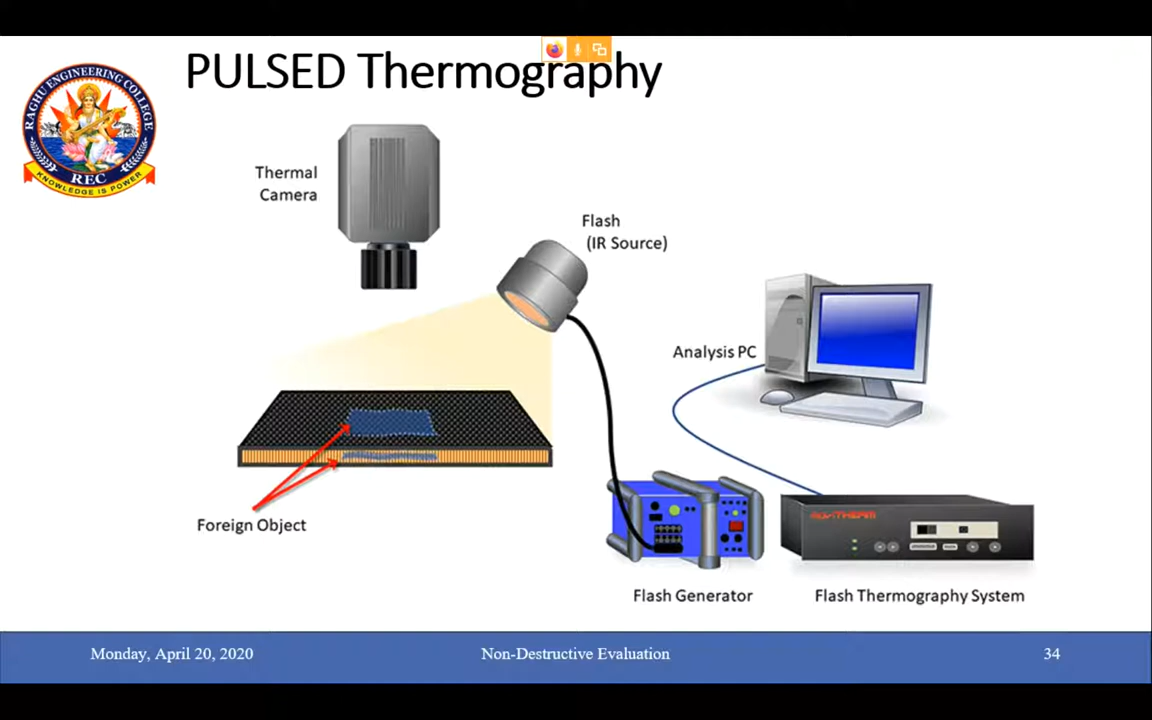 PULSED Thermography
RAGHU ENGINEERING COLLEGE
REC
KNOWLEDGE IS POWER
Thermal
Camera
Flash
(IR Source)
Analysis PC
Foreign Object
Flash Generator
Flash Thermography System
Monday, April 20, 2020
Non-Destructive Evaluation
34